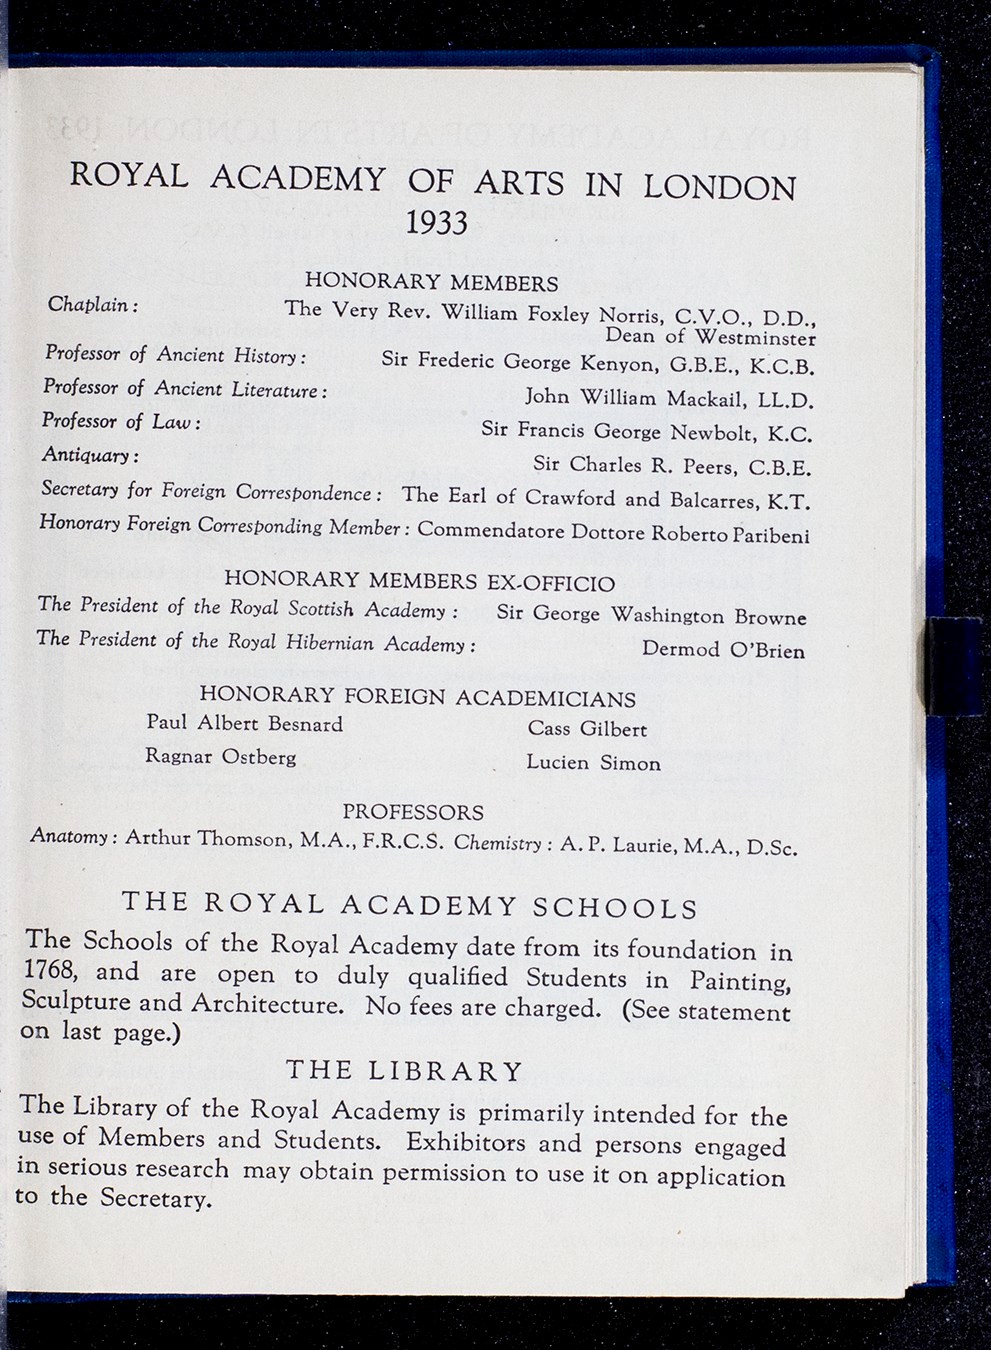 ROYAL ACADEMY OF ARTS IN LONDON
1933
HONORARY MEMBERS
Chaplain: The Very Rev. William Foxley Norris, C.V.O., D.D.,
Dean of Westminster
Professor of Ancient History: Sir Frederic George Kenyon, G.B.E., K.C.B.
Professor of Ancient Literature: John William Mackail, LL.D.
Professor of Law: Sir Francis George Newbolt, K.C.
Antiquary: Sir Charles R. Peers, C.B.E.
Secretary for Foreign Correspondence: The Earl of Crawford and Balcarres, K.T.
Honorary Foreign Corresponding Member: Commendatore Dottore Roberto Paribeni
HONORARY MEMBERS EX-OFFICIO
The President of the Royal Scottish Academy: Sir George Washington Browne
The President of the Royal Hibernian Academy: Dermod O'Brien
HONORARY FOREIGN ACADEMICIANS
Paul Albert Besnard Cass Gilbert
Ragnar Ostberg Lucien Simon
PROFESSORS
Anatomy: Arthur Thomson, M.A., F.R.C.S. Chemistry: A. P. Laurie, M.A., D.Sc.
THE ROYAL ACADEMY SCHOOLS
The Schools of the Royal Academy date from its foundation in
1768, and are open to duly qualified Students in Painting,
Sculpture and Architecture. No fees are charged. (See statement
on last page.)
THE LIBRARY
The Library of the Royal Academy is primarily intended for the
use of Members and Students. Exhibitors and persons engaged
in serious research may obtain permission to use it on application
to the Secretary.